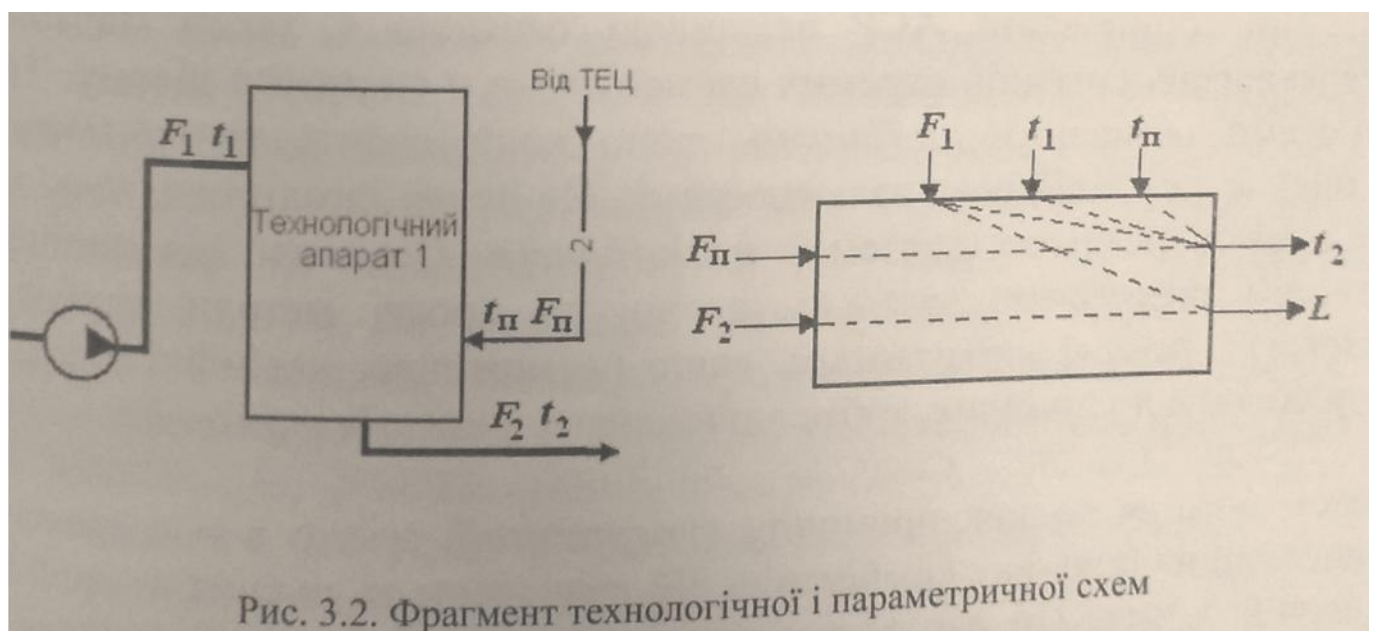 Від ТЕЦ
F₁ t₁
Технологічний
апарат 1
2
tп Fп
F₂ t₂
F₁ t₁ tп
Fп
t₂
F₂
L
Рис. 3.2. Фрагмент технологічної і параметричної схем